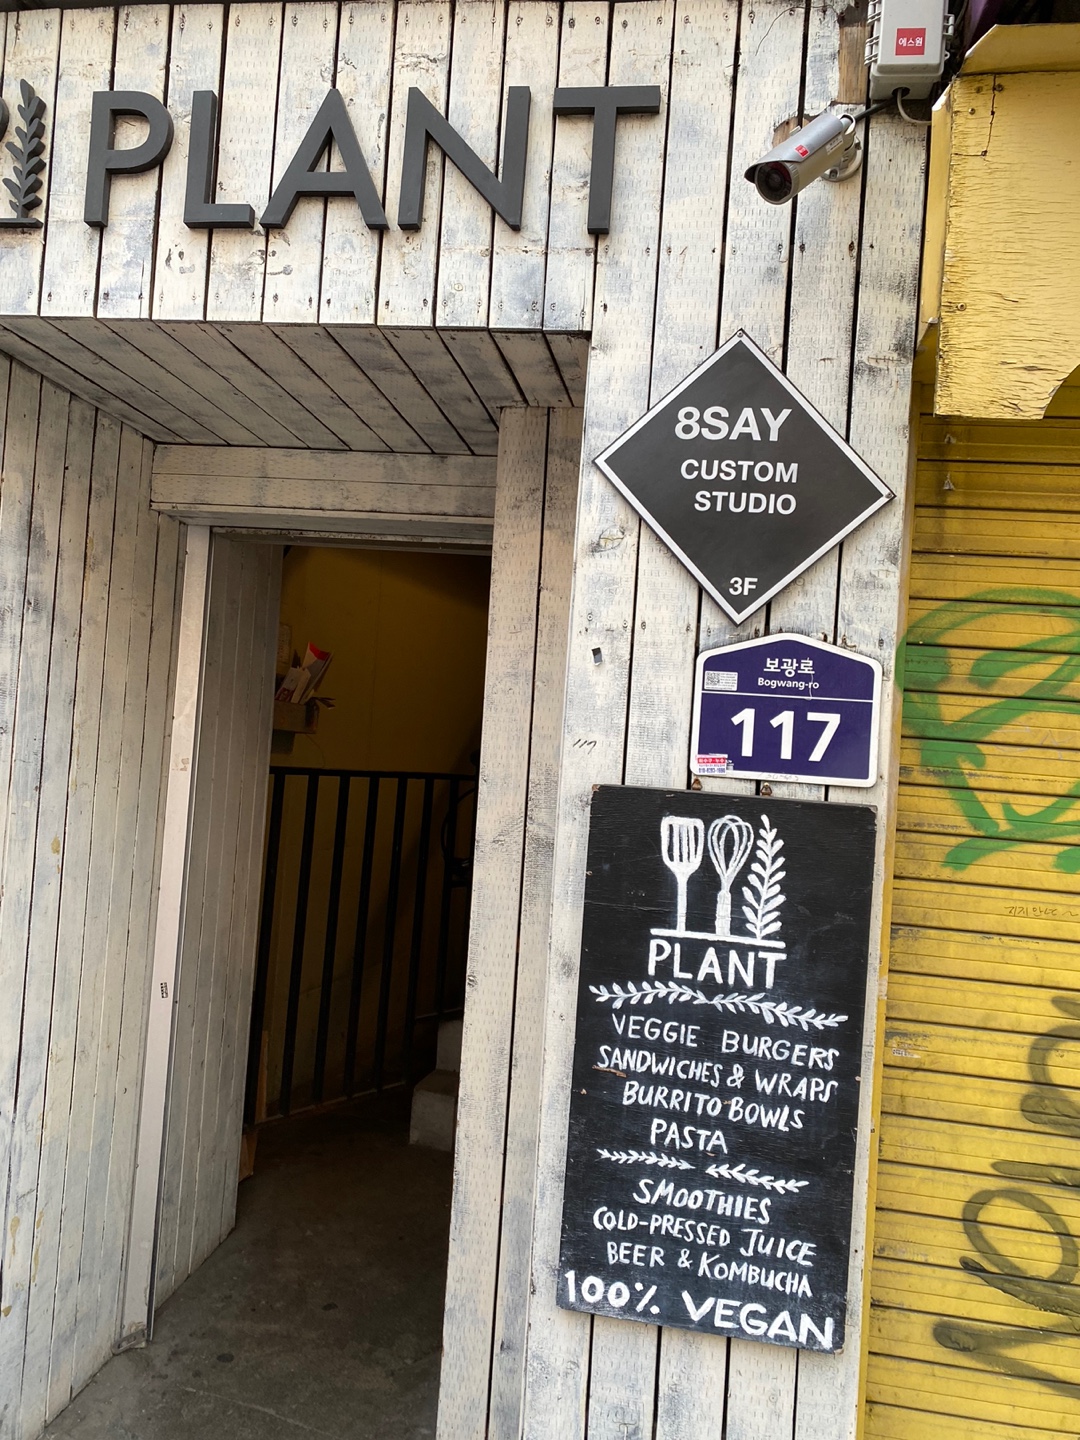 PLANT
에스원
8SAY
CUSTOM
STUDIO
3F
보광로
Bogwang-ro
117
117
PLANT
VEGGIE BURGERS
SANDWICHES & WRAPS
BURRITO BOWLS
PASTA
SMOOTHIES
COLD-PRESSED JUICE
BEER & KOMBUCHA
100% VEGAN